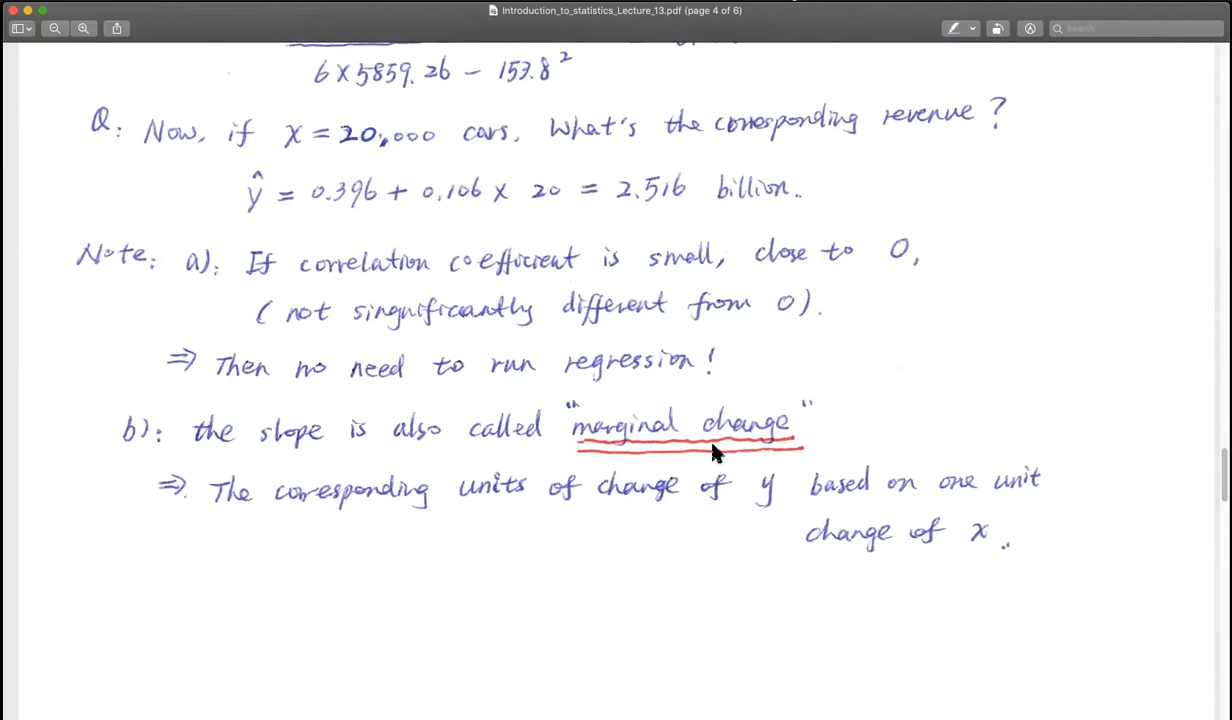 Introduction_to_statistics_Lecture_13.pdf (page 4 of 6)
Search
6 x 5859.26 - 153.8²
Q: Now, if x = 20,000 cars. What's the corresponding revenue?
ŷ = 0.396 + 0.106 x 20 = 2.516 billion..
Note: a): If correlation coefficient is small, close to 0,
(not singnificantly different from 0).
⇒ Then no need to run regression!
b): the slope is also called "marginal change"
⇒ The corresponding units of change of y based on one unit
change of x..